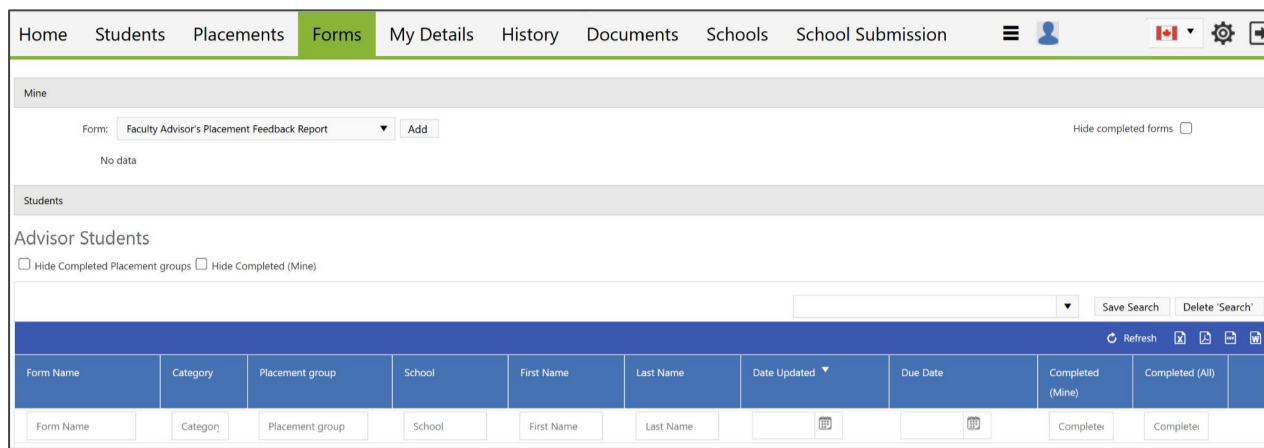 Home Students Placements Forms My Details History Documents Schools School Submission
Mine
Form: Faculty Advisor's Placement Feedback Report Add Hide completed forms
No data
Students
Advisor Students
Hide Completed Placement groups Hide Completed (Mine)
Save Search Delete 'Search'
Refresh
Form Name Category Placement group School First Name Last Name Date Updated Due Date Completed (Mine) Completed (All)
Form Name Category Placement group School First Name Last Name Complete Complete